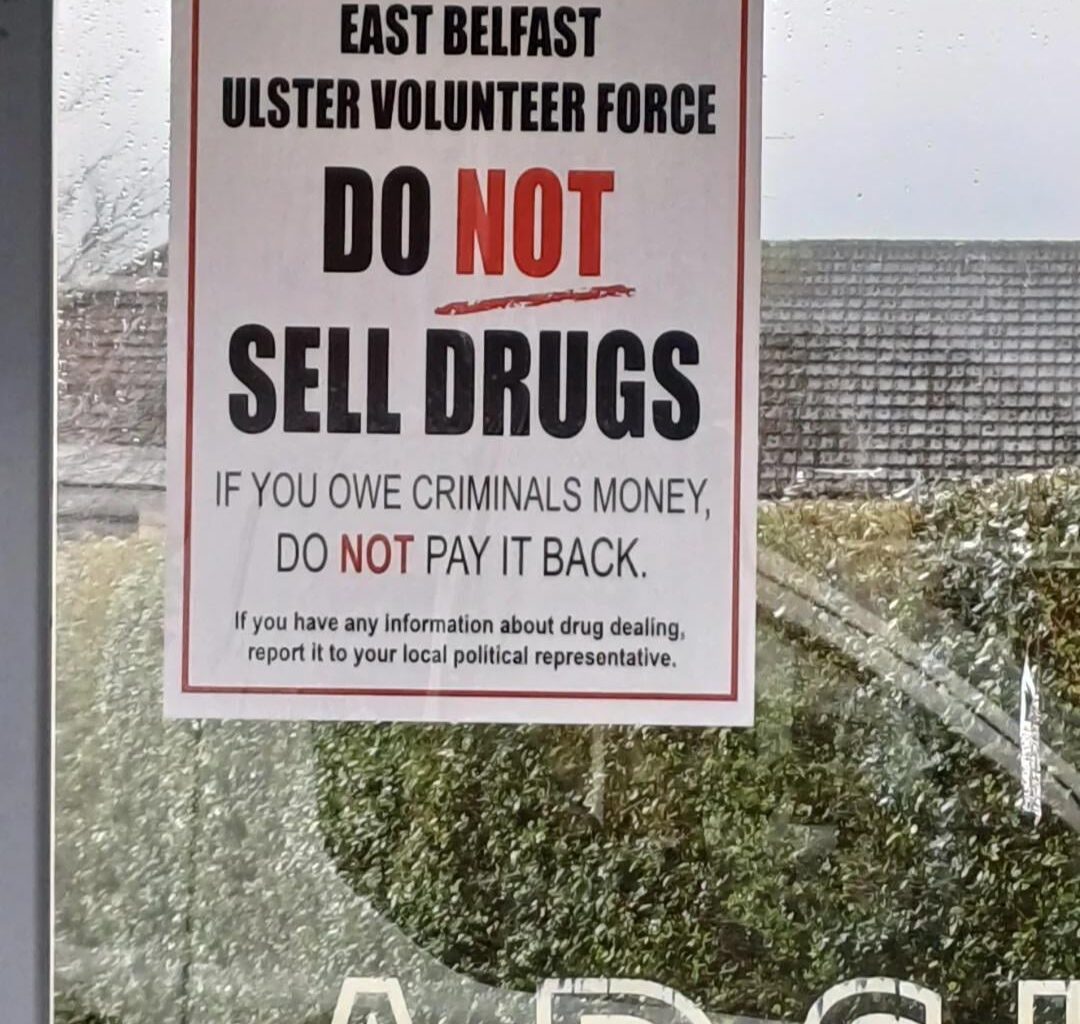 EAST BELFAST
ULSTER VOLUNTEER FORCE
DO NOT
SELL DRUGS
IF YOU OWE CRIMINALS MONEY,
DO NOT PAY IT BACK.
If you have any information about drug dealing,
report it to your local political representative.